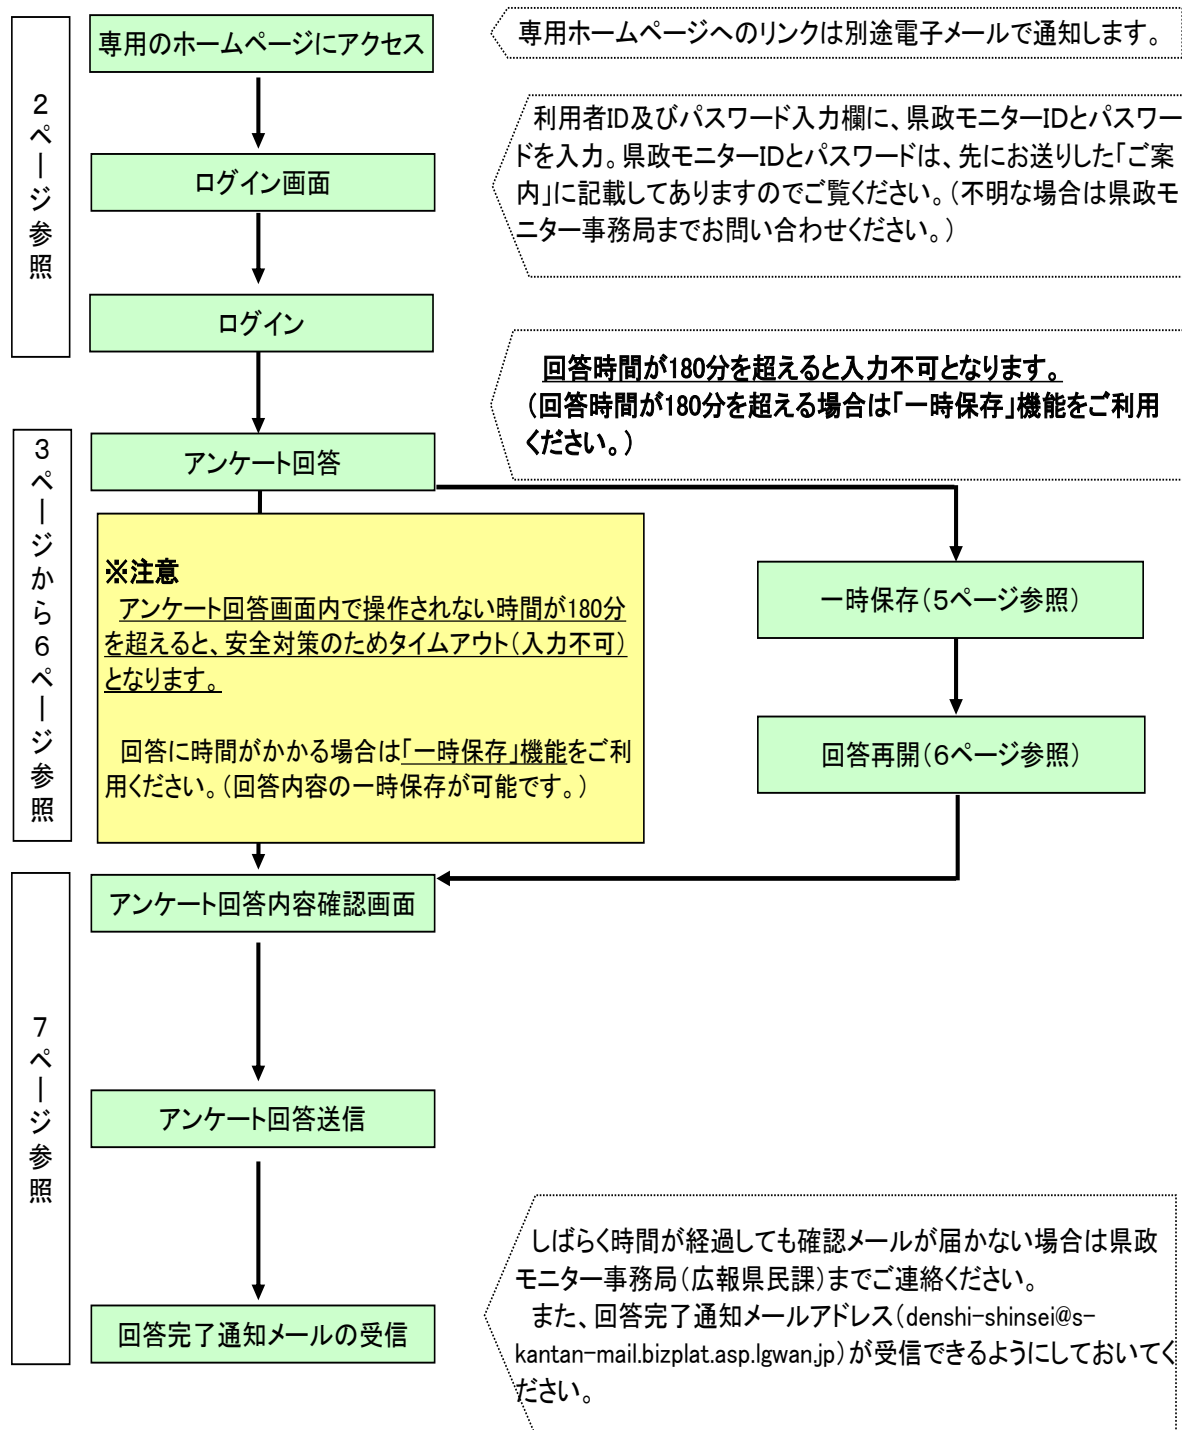 2ページ参照
専用のホームページにアクセス
専用ホームページへのリンクは別途電子メールで通知します。
ログイン画面
利用者ID及びパスワード入力欄に、県政モニターIDとパスワー
ドを入力。県政モニターIDとパスワードは、先にお送りした「ご案
内」に記載してありますのでご覧ください。（不明な場合は県政モ
ニター事務局までお問い合わせください。）
ログイン
回答時間が180分を超えると入力不可となります。
（回答時間が180分を超える場合は「一時保存」機能をご利用
ください。）
3ページから6ページ参照
アンケート回答
※注意
アンケート回答画面内で操作されない時間が180分
を超えると、安全対策のためタイムアウト（入力不可）
となります。
回答に時間がかかる場合は「一時保存」機能をご利
用ください。（回答内容の一時保存が可能です。）
一時保存（5ページ参照）
回答再開（6ページ参照）
7ページ参照
アンケート回答内容確認画面
アンケート回答送信
回答完了通知メールの受信
しばらく時間が経過しても確認メールが届かない場合は県政
モニター事務局（広報県民課）までご連絡ください。
また、回答完了通知メールアドレス（denshi-shinsei@s-
kantan-mail.bizplat.asp.lgwan.jp）が受信できるようにしておいてく
ださい。